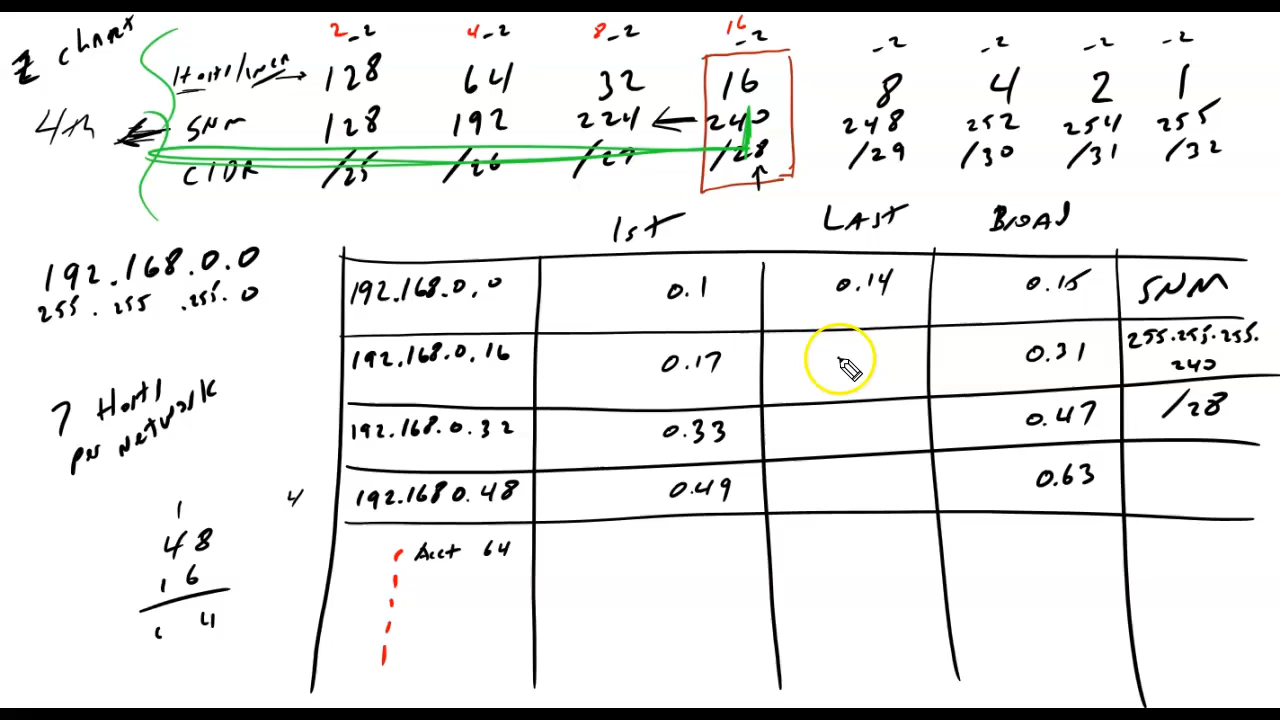 Z chart
2 -2 4 -2 8 -2 16 -2 -2 -2 -2 -2
Hosts/incr → 128 64 32 16 8 4 2 1
4th SNM 128 192 224 ← 240 248 252 254 255
CIDR /25 /26 /27 /28 /29 /30 /31 /32
1st LAST BROAD
192.168.0.0
255.255.255.0
192.168.0.0 0.1 0.14 0.15 SNM
192.168.0.16 0.17 0.31 255.255.255.
240
192.168.0.32 0.33 0.47 /28
4 192.168 0.48 0.49 0.63
64
7 Hosts
per network
1
48
16
64